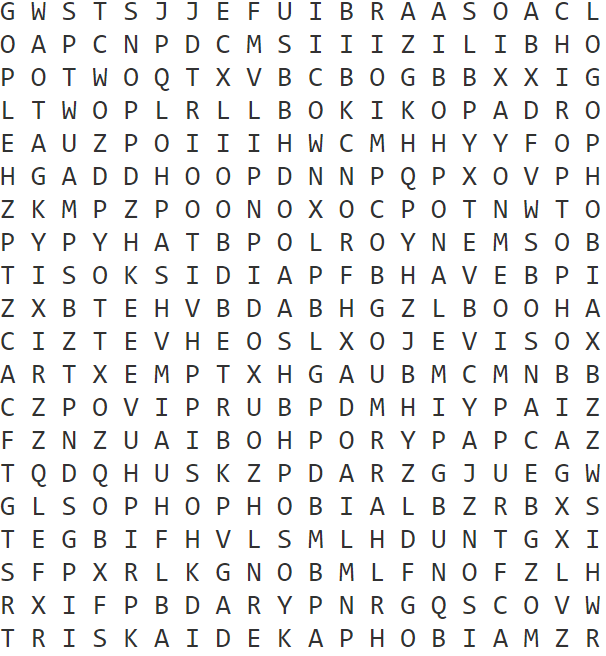 G W S T S J J E F U I B R A A S O A C L
O A P C N P D C M S I I I Z I L I B H O
P O T W O Q T X V B C B O G B B X X I G
L T W O P L R L L B O K I K O P A D R O
E A U Z P O I I I H W C M H H Y Y F O P
H G A D D H O O P D N N P Q P X O V P H
Z K M P Z P O O N O X O C P O T N W T O
P Y P Y H A T B P O L R O Y N E M S O B
T I S O K S I D I A P F B H A V E B P I
Z X B T E H V B D A B H G Z L B O O H A
C I Z T E V H E O S L X O J E V I S O X
A R T X E M P T X H G A U B M C M N B B
C Z P O V I P R U B P D M H I Y P A I Z
F Z N Z U A I B O H P O R Y P A P C A Z
T Q D Q H U S K Z P D A R Z G J U E G W
G L S O P H O P H O B I A L B Z R B X S
T E G B I F H V L S M L H D U N T G X I
S F P X R L K G N O B M L F N O F Z L H
R X I F P B D A R Y P N R G Q S C O V W
T R I S K A I D E K A P H O B I A M Z R